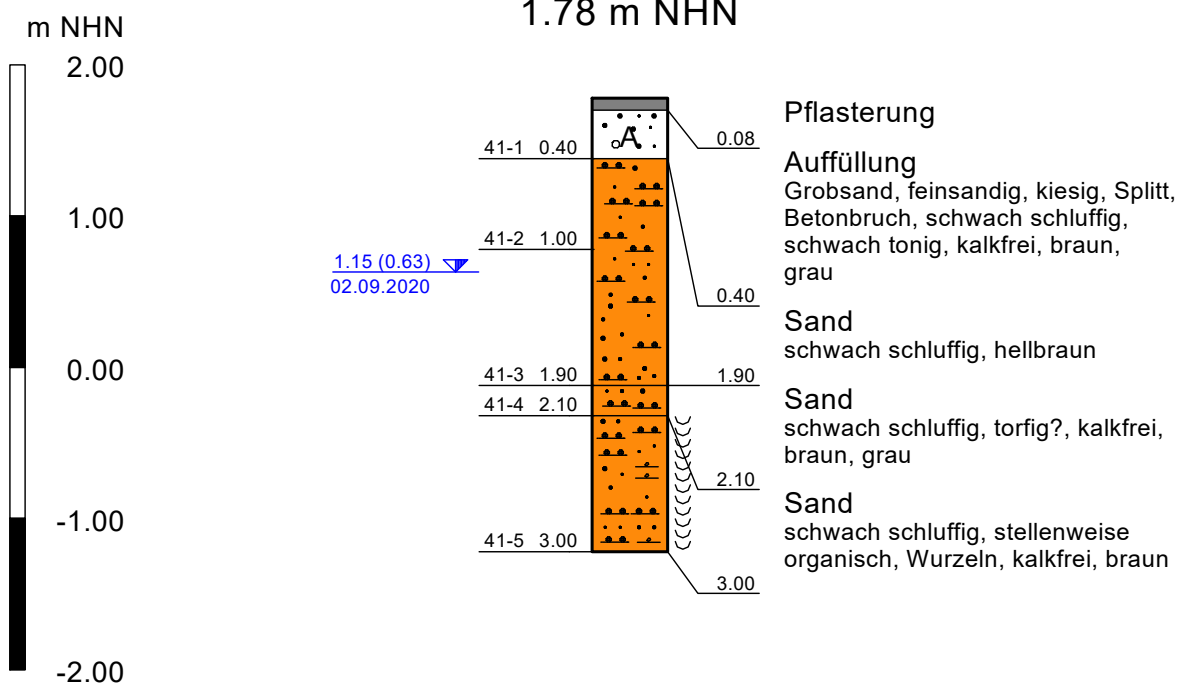 1.78 m NHN
m NHN
2.00
1.00
0.00
-1.00
-2.00
41-1 0.40
41-2 1.00
1.15 (0.63)
02.09.2020
41-3 1.90
41-4 2.10
41-5 3.00
A
0.08
0.40
1.90
2.10
3.00
Pflasterung
Auffüllung
Grobsand, feinsandig, kiesig, Splitt,
Betonbruch, schwach schluffig,
schwach tonig, kalkfrei, braun,
grau
Sand
schwach schluffig, hellbraun
Sand
schwach schluffig, torfig?, kalkfrei,
braun, grau
Sand
schwach schluffig, stellenweise
organisch, Wurzeln, kalkfrei, braun